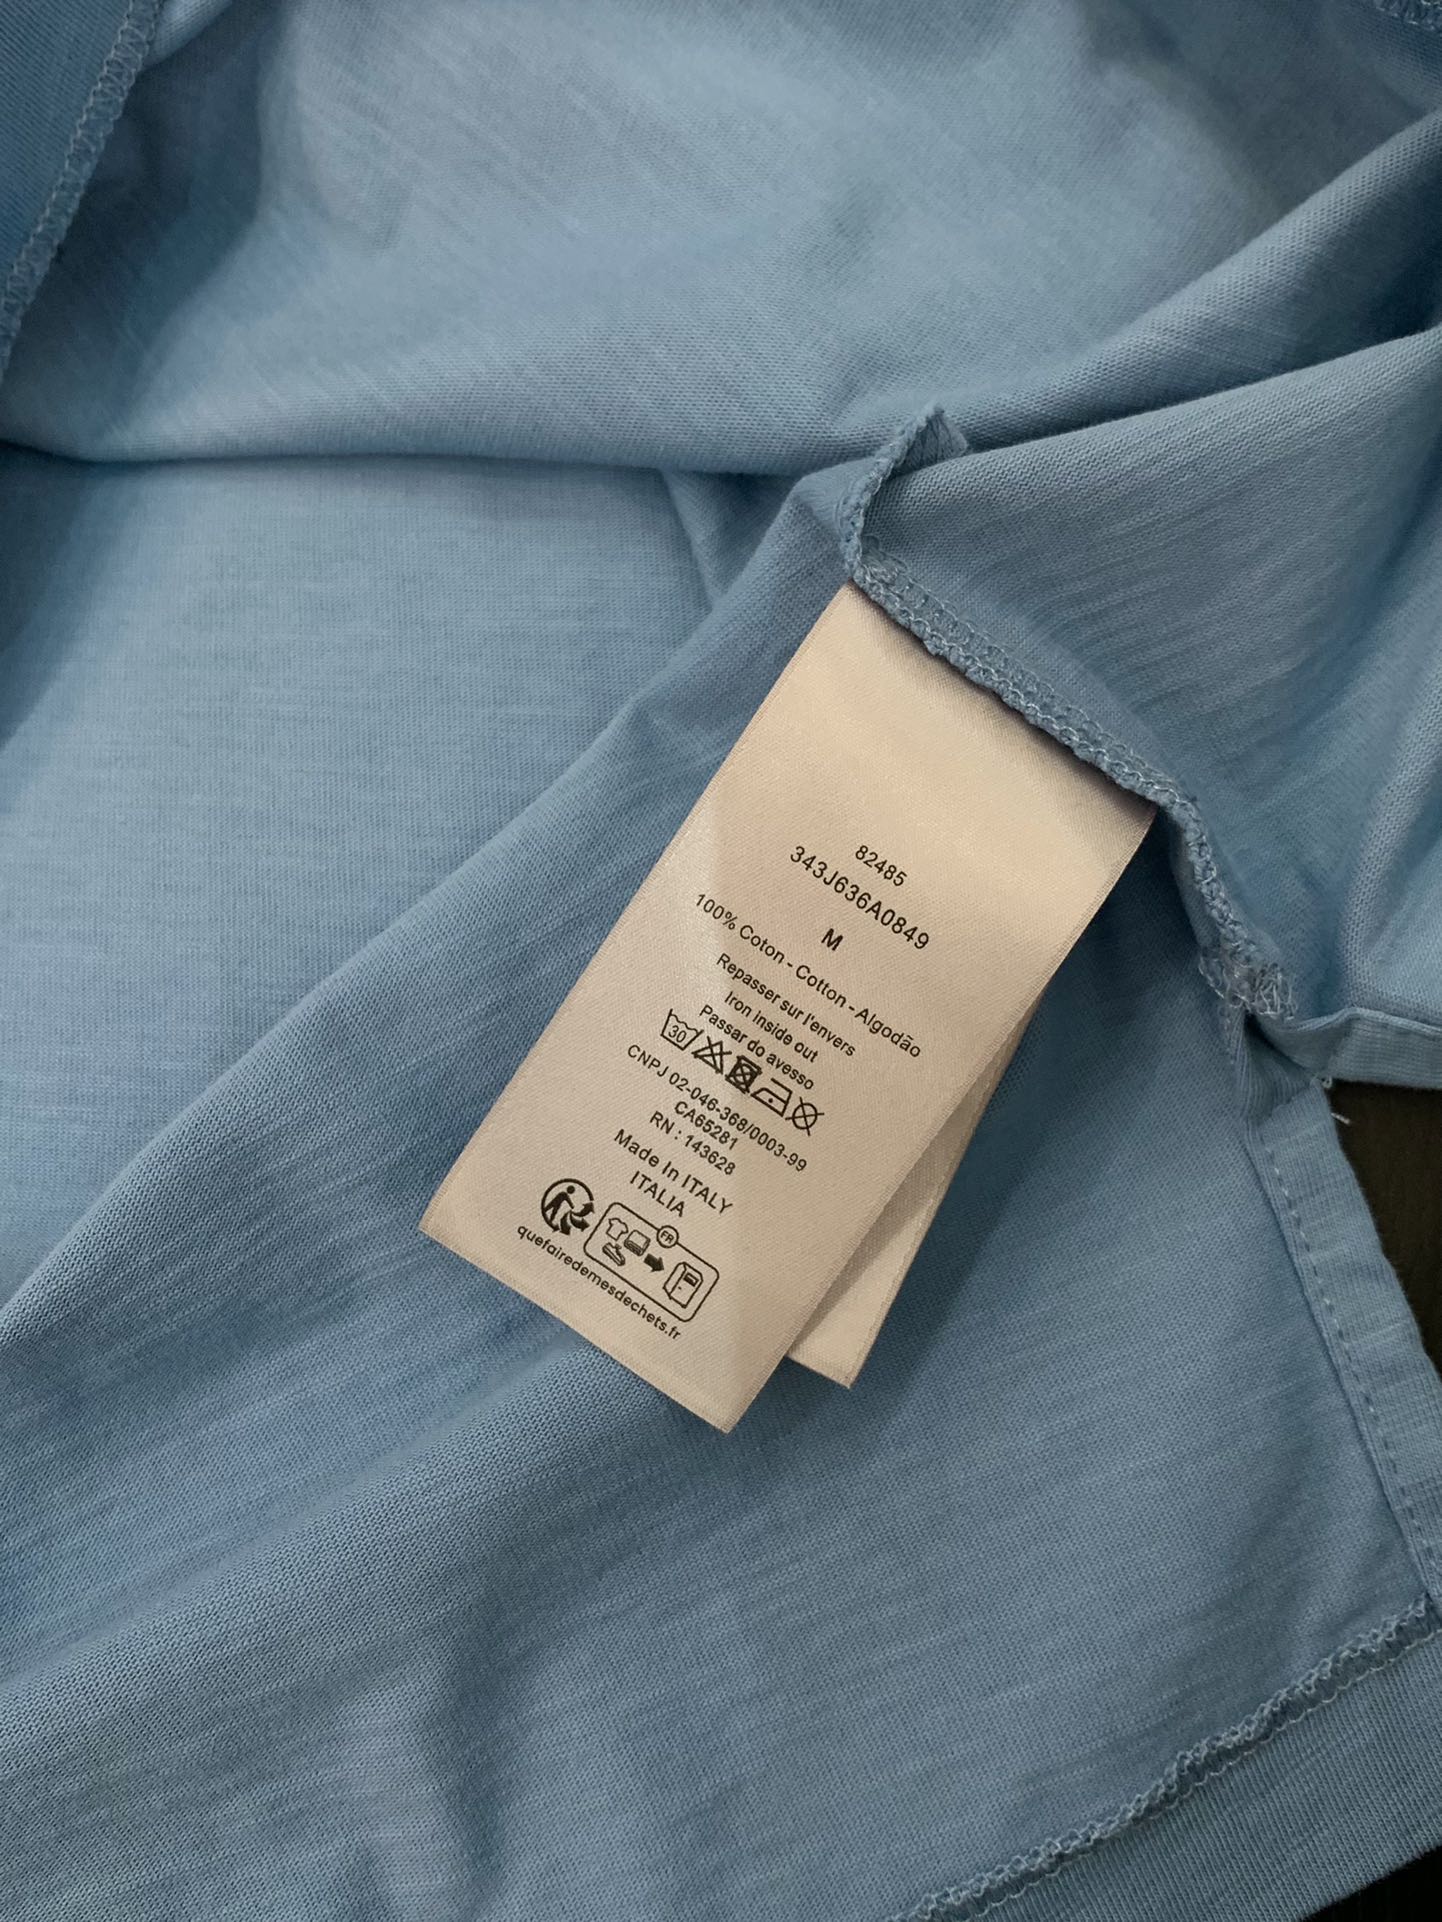 82485
343J636A0849
M
100% Coton - Cotton - Algodão
Repasser sur l'envers
Iron inside out
Passar do avesso
30
CNPJ 02-046-368/0003-99
CA65281
RN : 143628
Made In ITALY
ITALIA
FR
quefairedemesdechets.fr